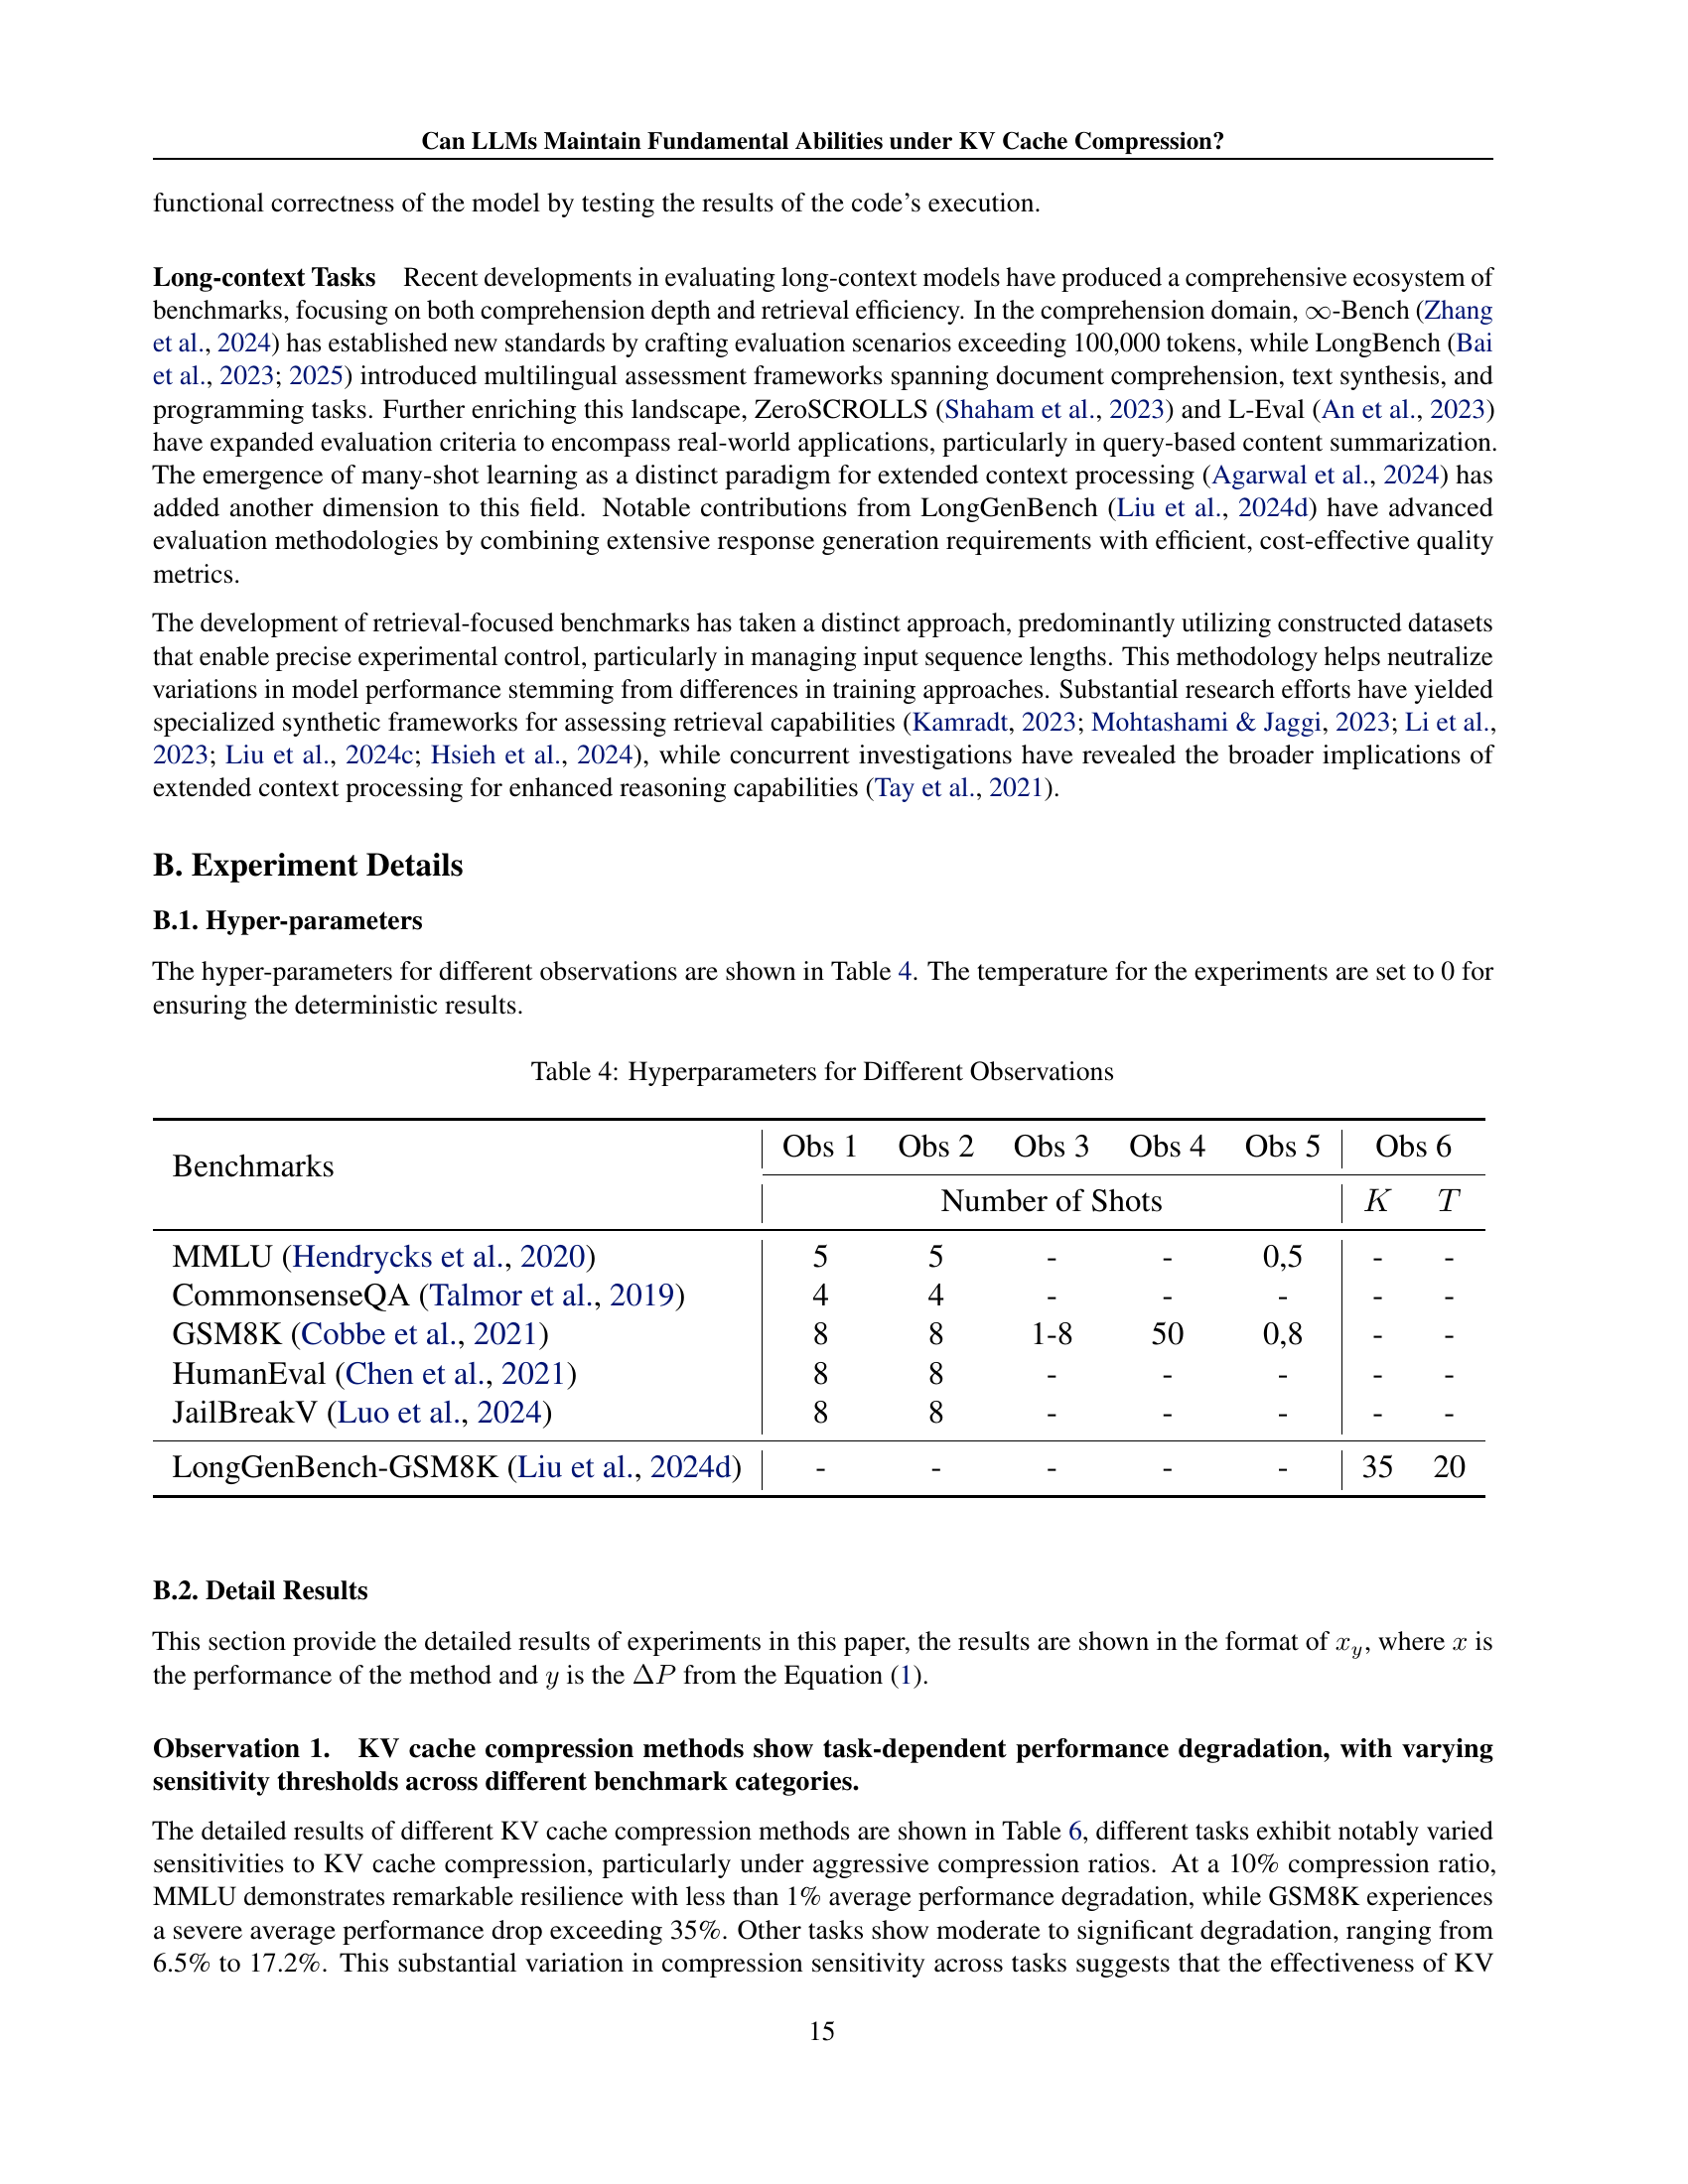 Can LLMs Maintain Fundamental Abilities under KV Cache Compression?
functional correctness of the model by testing the results of the code's execution.
Long-context Tasks Recent developments in evaluating long-context models have produced a comprehensive ecosystem of
benchmarks, focusing on both comprehension depth and retrieval efficiency. In the comprehension domain, ∞-Bench (Zhang
et al., 2024) has established new standards by crafting evaluation scenarios exceeding 100,000 tokens, while LongBench (Bai
et al., 2023; 2025) introduced multilingual assessment frameworks spanning document comprehension, text synthesis, and
programming tasks. Further enriching this landscape, ZeroSCROLLS (Shaham et al., 2023) and L-Eval (An et al., 2023)
have expanded evaluation criteria to encompass real-world applications, particularly in query-based content summarization.
The emergence of many-shot learning as a distinct paradigm for extended context processing (Agarwal et al., 2024) has
added another dimension to this field. Notable contributions from LongGenBench (Liu et al., 2024d) have advanced
evaluation methodologies by combining extensive response generation requirements with efficient, cost-effective quality
metrics.
The development of retrieval-focused benchmarks has taken a distinct approach, predominantly utilizing constructed datasets
that enable precise experimental control, particularly in managing input sequence lengths. This methodology helps neutralize
variations in model performance stemming from differences in training approaches. Substantial research efforts have yielded
specialized synthetic frameworks for assessing retrieval capabilities (Kamradt, 2023; Mohtashami & Jaggi, 2023; Li et al.,
2023; Liu et al., 2024c; Hsieh et al., 2024), while concurrent investigations have revealed the broader implications of
extended context processing for enhanced reasoning capabilities (Tay et al., 2021).
B. Experiment Details
B.1. Hyper-parameters
The hyper-parameters for different observations are shown in Table 4. The temperature for the experiments are set to 0 for
ensuring the deterministic results.
Table 4: Hyperparameters for Different Observations
Benchmarks Obs 1 Obs 2 Obs 3 Obs 4 Obs 5 Obs 6
Number of Shots K T
MMLU (Hendrycks et al., 2020) 5 5 - - 0,5 - -
CommonsenseQA (Talmor et al., 2019) 4 4 - - - - -
GSM8K (Cobbe et al., 2021) 8 8 1-8 50 0,8 - -
HumanEval (Chen et al., 2021) 8 8 - - - - -
JailBreakV (Luo et al., 2024) 8 8 - - - - -
LongGenBench-GSM8K (Liu et al., 2024d) - - - - - 35 20
B.2. Detail Results
This section provide the detailed results of experiments in this paper, the results are shown in the format of x_y, where x is
the performance of the method and y is the ΔP from the Equation (1).
Observation 1. KV cache compression methods show task-dependent performance degradation, with varying
sensitivity thresholds across different benchmark categories.
The detailed results of different KV cache compression methods are shown in Table 6, different tasks exhibit notably varied
sensitivities to KV cache compression, particularly under aggressive compression ratios. At a 10% compression ratio,
MMLU demonstrates remarkable resilience with less than 1% average performance degradation, while GSM8K experiences
a severe average performance drop exceeding 35%. Other tasks show moderate to significant degradation, ranging from
6.5% to 17.2%. This substantial variation in compression sensitivity across tasks suggests that the effectiveness of KV
15